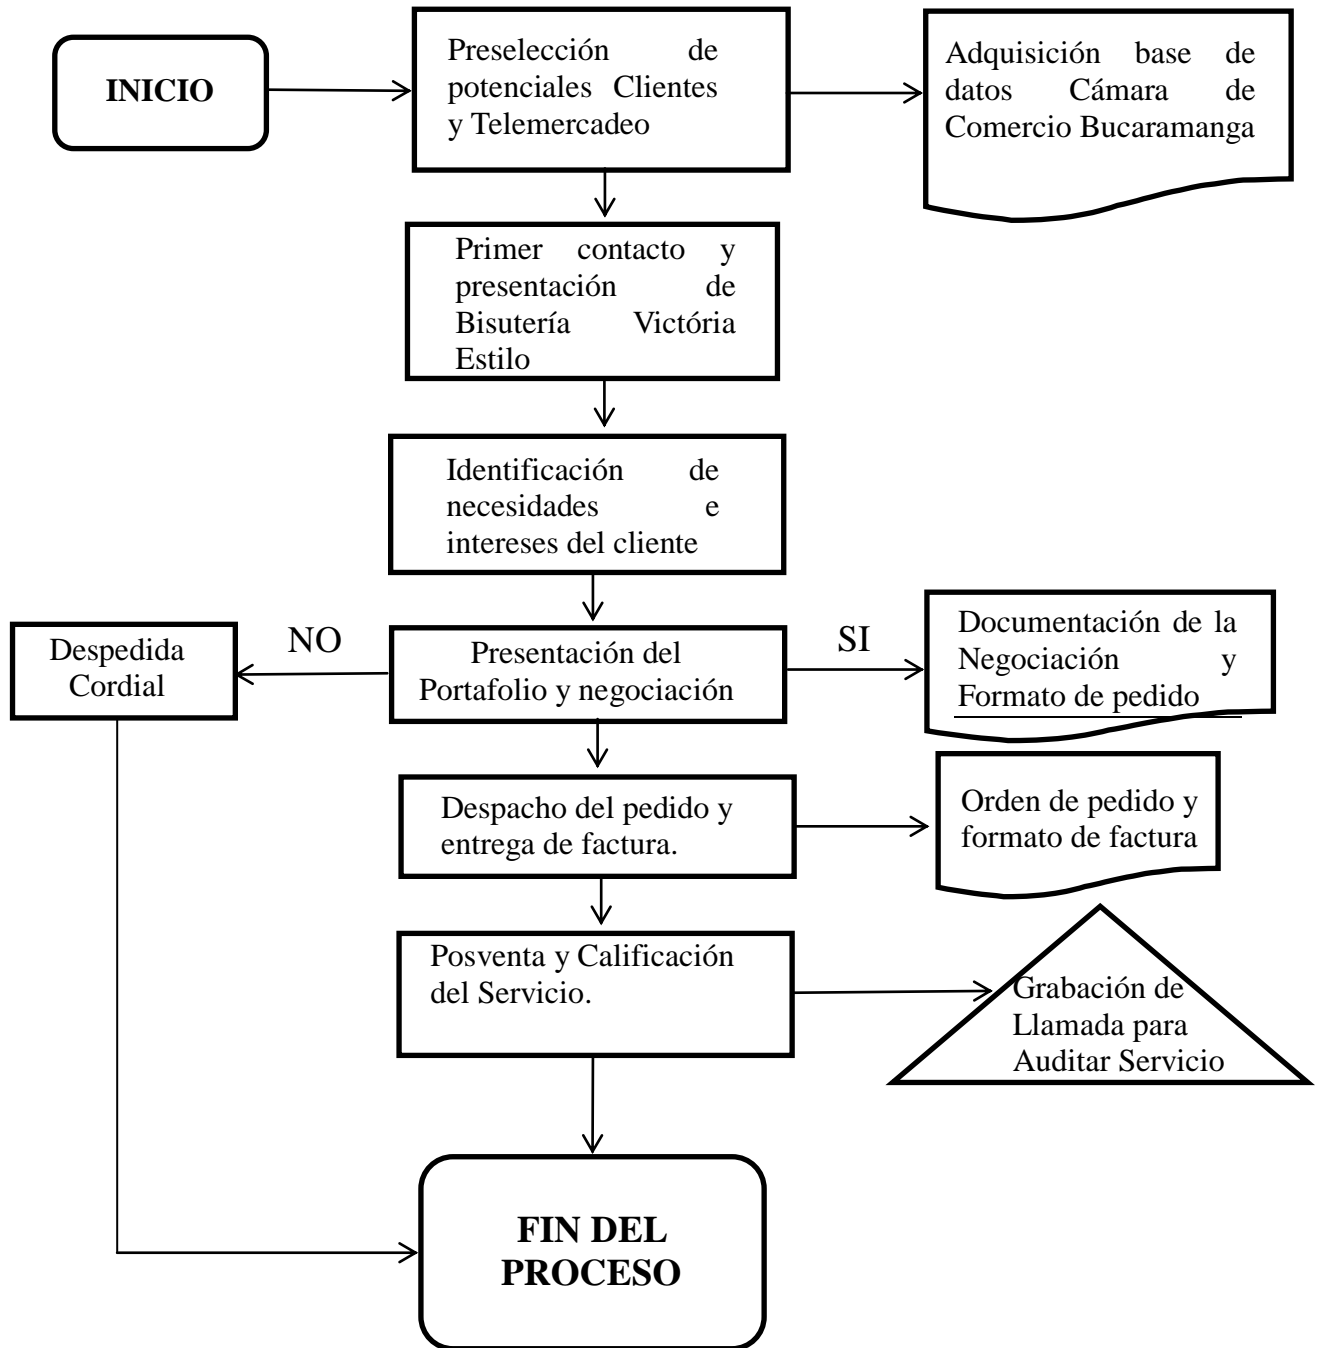 INICIO
Preselección de
potenciales Clientes
y Telemercadeo
Adquisición base de
datos Cámara de
Comercio Bucaramanga
Primer contacto y
presentación de
Bisutería Victória
Estilo
Identificación de
necesidades e
intereses del cliente
Despedida
Cordial
NO
Presentación del
Portafolio y negociación
SI
Documentación de la
Negociación y
Formato de pedido
Despacho del pedido y
entrega de factura.
Orden de pedido y
formato de factura
Posventa y Calificación
del Servicio.
Grabación de
Llamada para
Auditar Servicio
FIN DEL
PROCESO